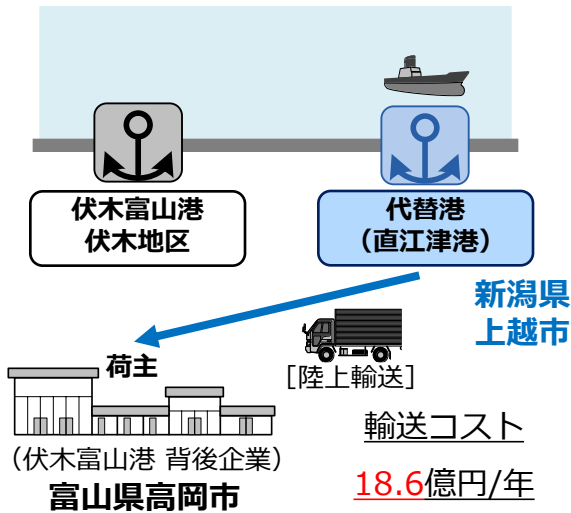 伏木富山港
伏木地区
代替港
（直江津港）
新潟県
上越市
荷主
［陸上輸送］
（伏木富山港 背後企業）
富山県高岡市
輸送コスト
18.6億円/年